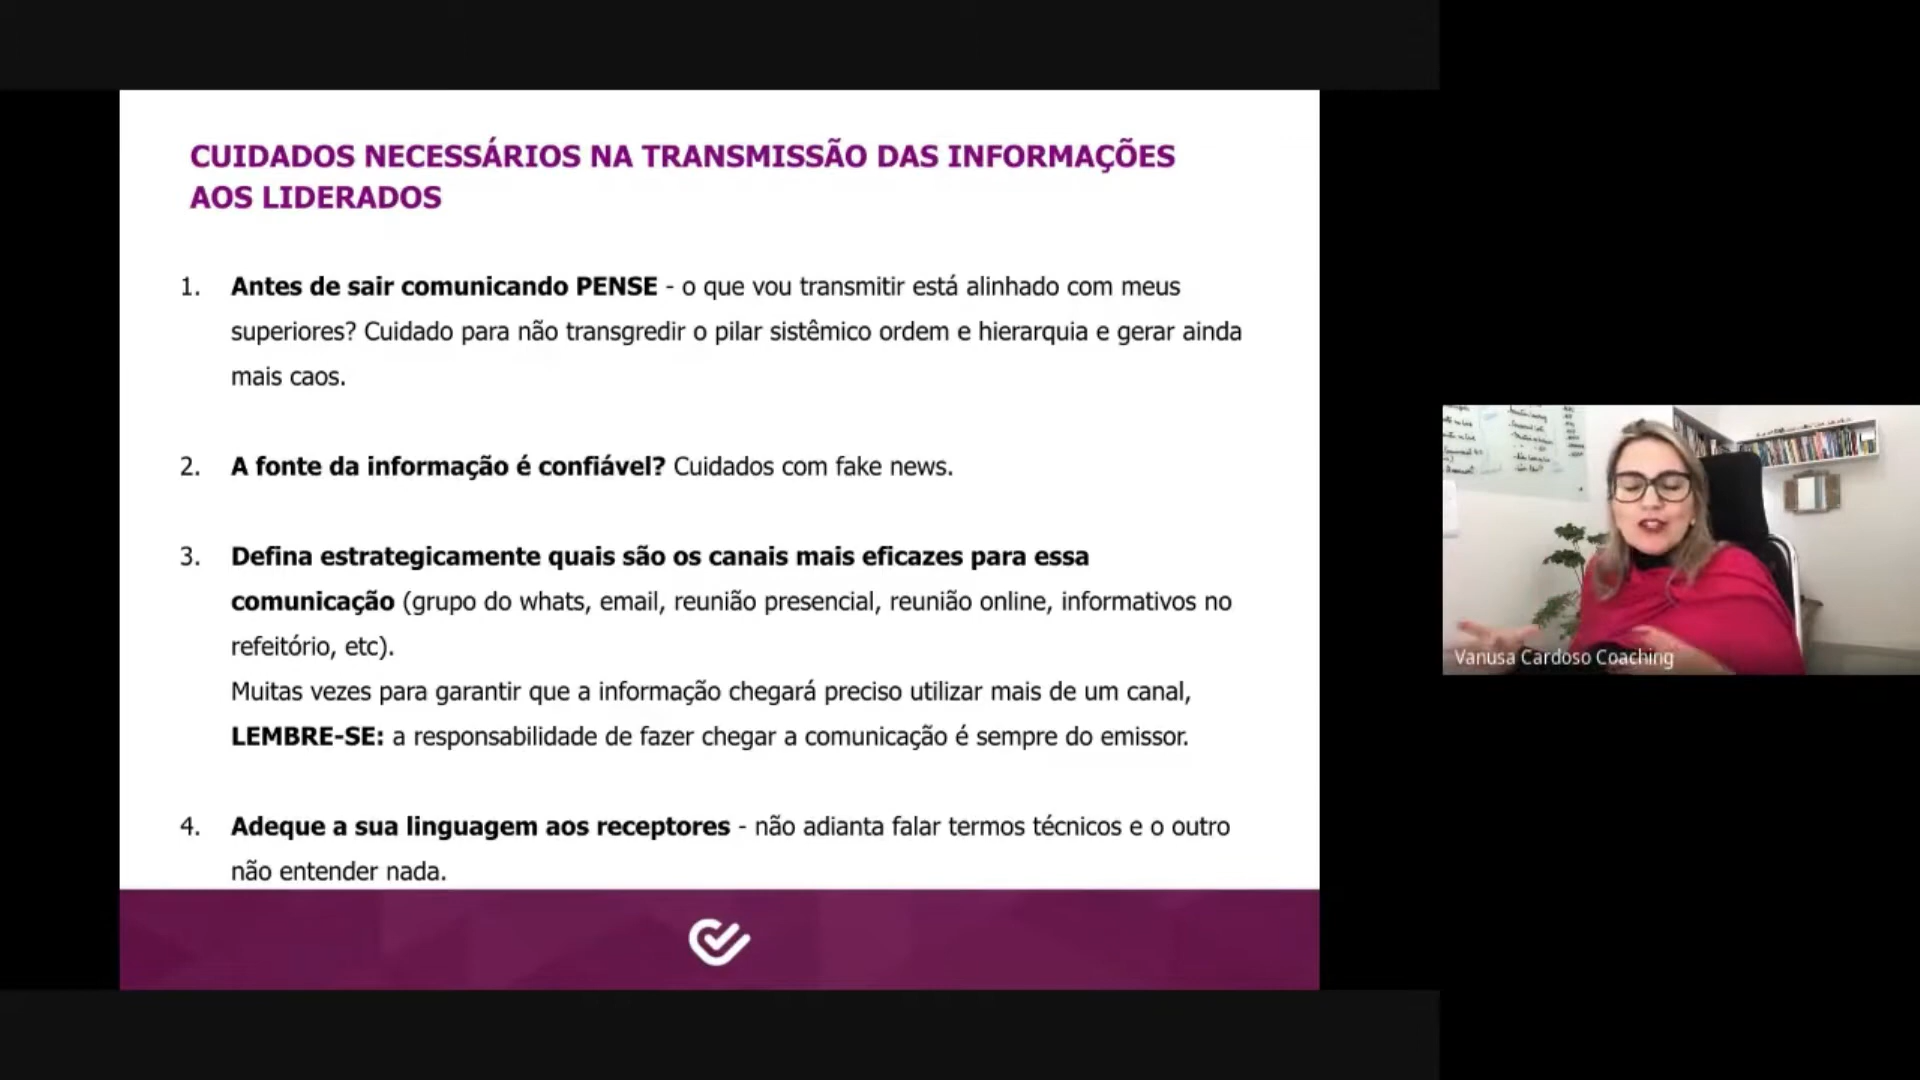 CUIDADOS NECESSÁRIOS NA TRANSMISSÃO DAS INFORMAÇÕES
AOS LIDERADOS
1. Antes de sair comunicando PENSE - o que vou transmitir está alinhado com meus
superiores? Cuidado para não transgredir o pilar sistêmico ordem e hierarquia e gerar ainda
mais caos.
2. A fonte da informação é confiável? Cuidados com fake news.
3. Defina estrategicamente quais são os canais mais eficazes para essa
comunicação (grupo do whats, email, reunião presencial, reunião online, informativos no
refeitório, etc).
Muitas vezes para garantir que a informação chegará preciso utilizar mais de um canal,
LEMBRE-SE: a responsabilidade de fazer chegar a comunicação é sempre do emissor.
4. Adeque a sua linguagem aos receptores - não adianta falar termos técnicos e o outro
não entender nada.
Vanusa Cardoso Coaching